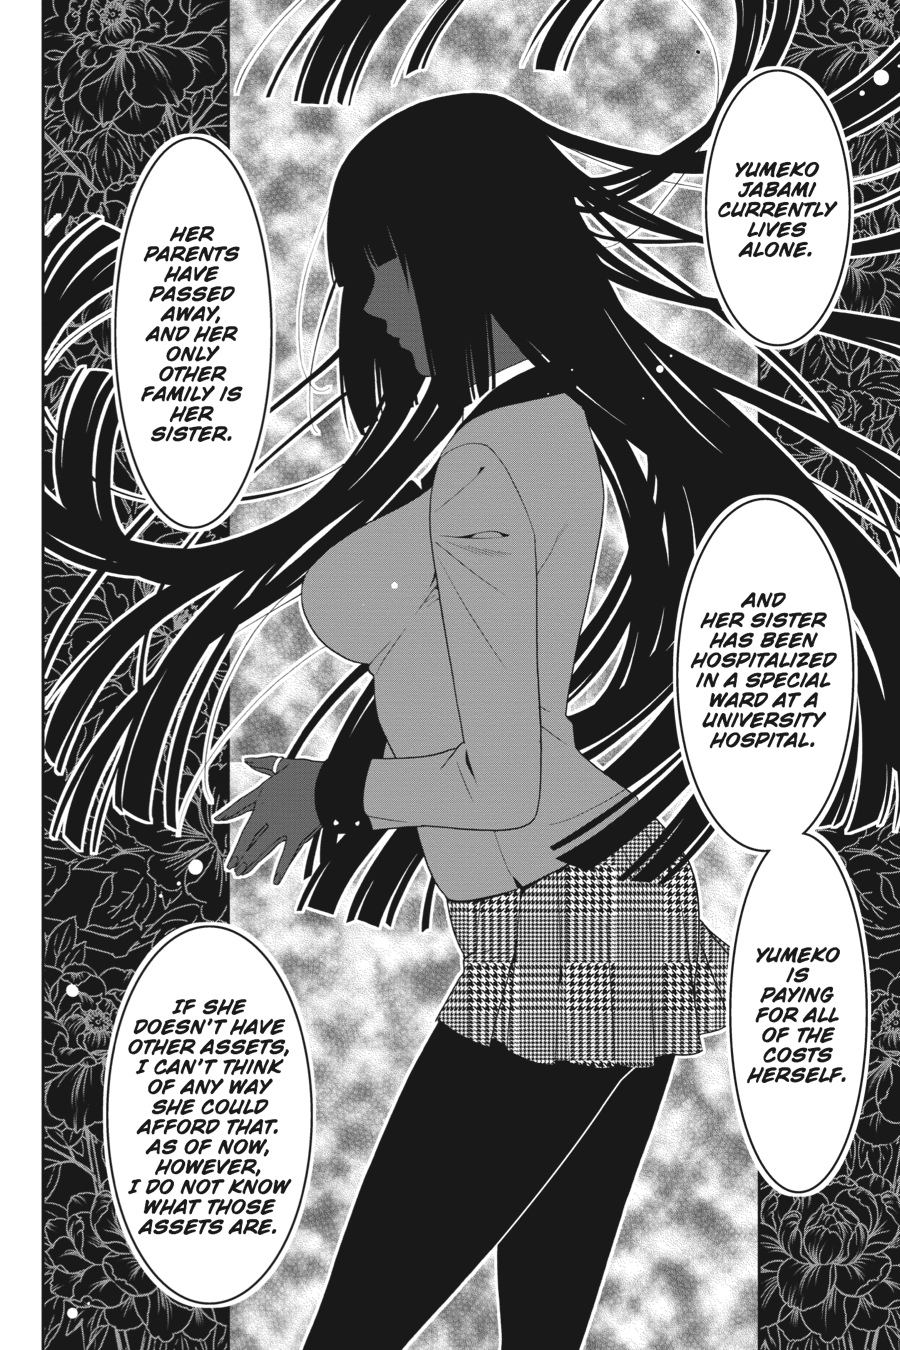 YUMEKO
JABAMI
CURRENTLY
LIVES
ALONE.
HER
PARENTS
HAVE
PASSED
AWAY,
AND HER
ONLY
OTHER
FAMILY IS
HER
SISTER.
AND
HER SISTER
HAS BEEN
HOSPITALIZED
IN A SPECIAL
WARD AT A
UNIVERSITY
HOSPITAL.
YUMEKO
IS
PAYING
FOR ALL
OF THE
COSTS
HERSELF.
IF SHE
DOESN'T HAVE
OTHER ASSETS,
I CAN'T THINK
OF ANY WAY
SHE COULD
AFFORD THAT.
AS OF NOW,
HOWEVER,
I DO NOT KNOW
WHAT THOSE
ASSETS ARE.